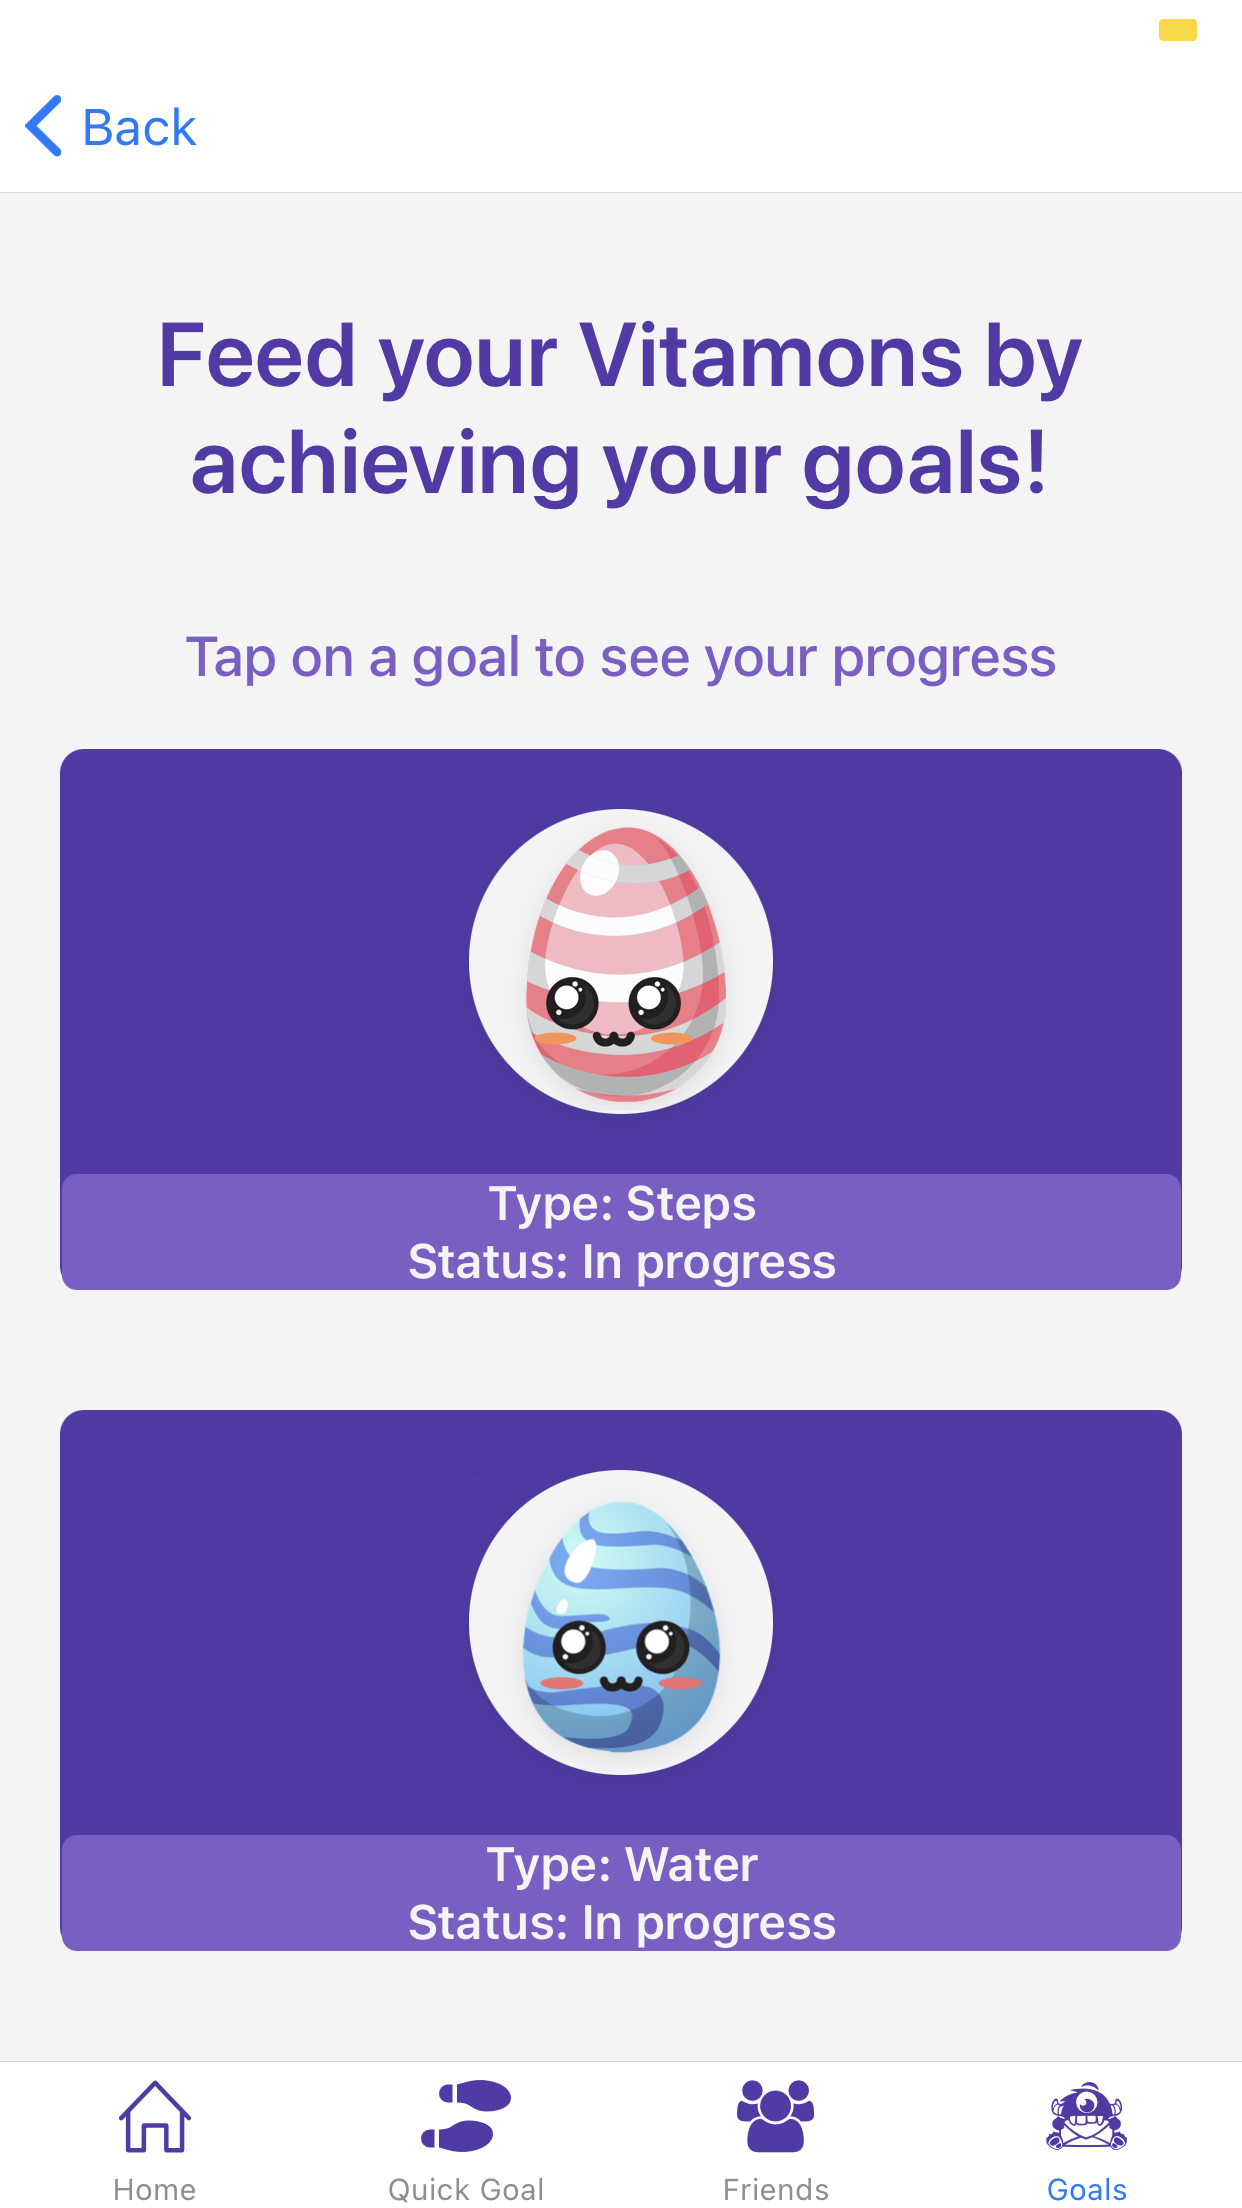 Back
Feed your Vitamons by
achieving your goals!
Tap on a goal to see your progress
Type: Steps
Status: In progress
Type: Water
Status: In progress
Home
Quick Goal
Friends
Goals